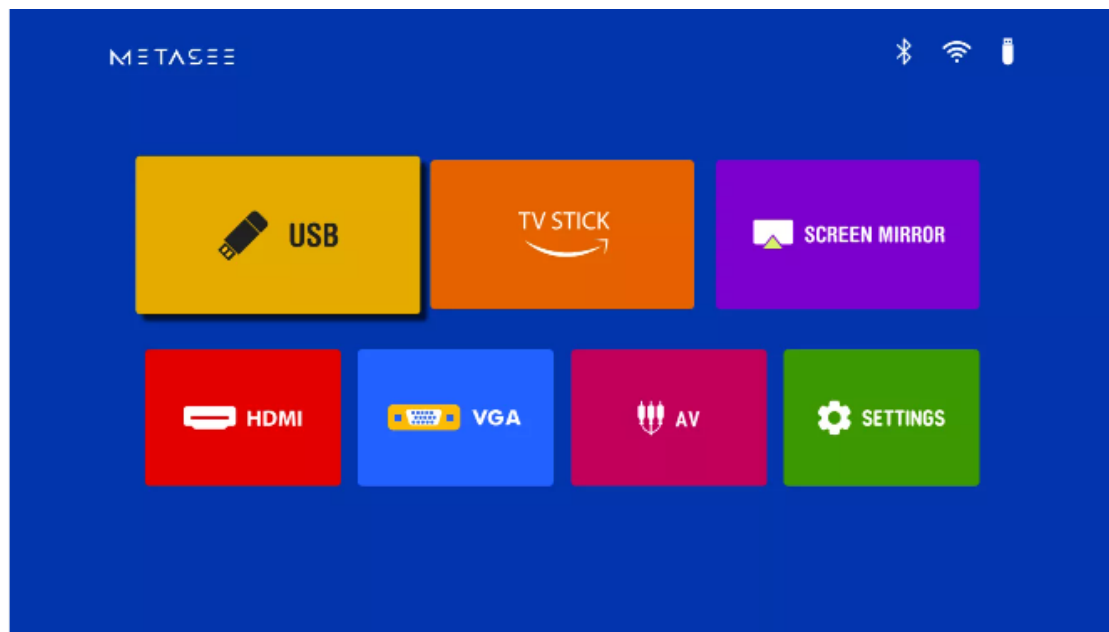 METASEE
USB
TV STICK
SCREEN MIRROR
HDMI
VGA
AV
SETTINGS